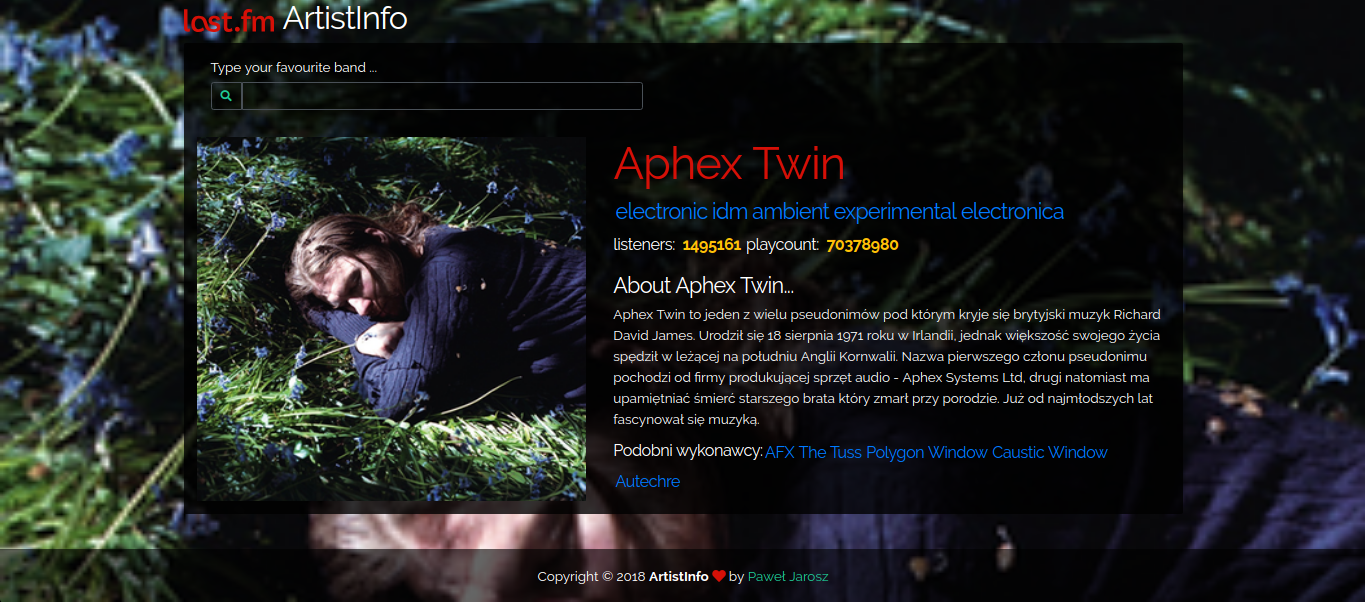 last.fm ArtistInfo
Type your favourite band ...
Aphex Twin
electronic idm ambient experimental electronica
listeners: 1495161 playcount: 70378980
About Aphex Twin...
Aphex Twin to jeden z wielu pseudonimów pod którym kryje się brytyjski muzyk Richard
David James. Urodził się 18 sierpnia 1971 roku w Irlandii, jednak większość swojego życia
spędził w leżącej na południu Anglii Kornwalii. Nazwa pierwszego członu pseudonimu
pochodzi od firmy produkującej sprzęt audio - Aphex Systems Ltd, drugi natomiast ma
upamiętniać śmierć starszego brata który zmarł przy porodzie. Już od najmłodszych lat
fascynował się muzyką.
Podobni wykonawcy: AFX The Tuss Polygon Window Caustic Window
Autechre
Copyright © 2018 ArtistInfo ❤ by Paweł Jarosz